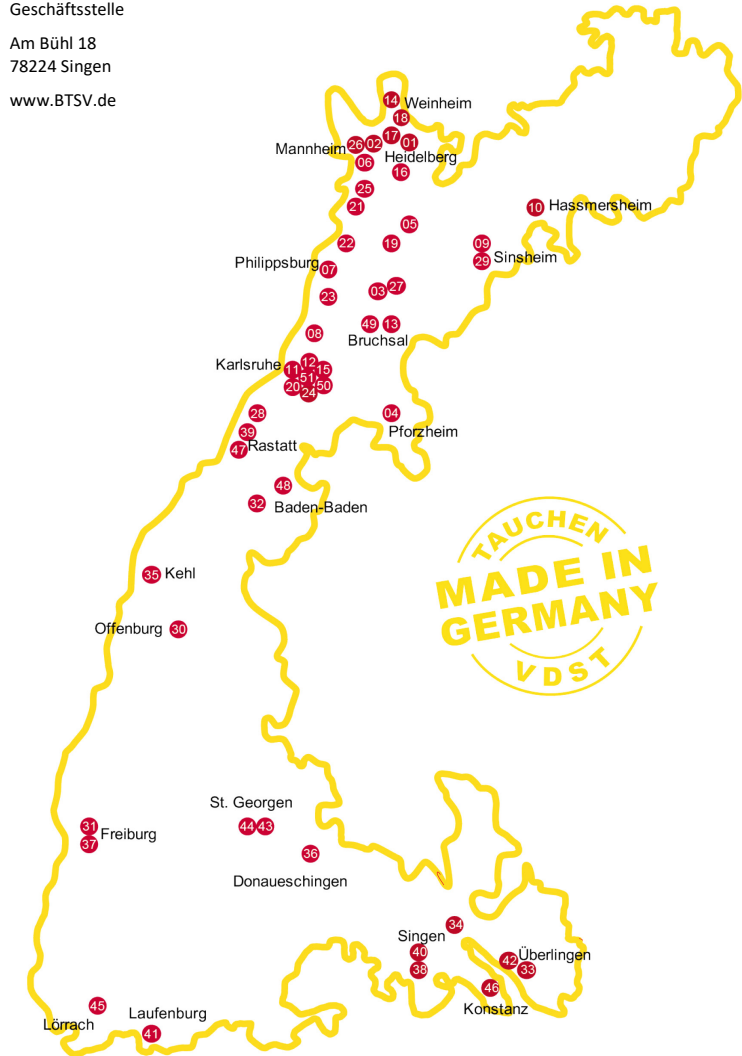 Geschäftsstelle
Am Bühl 18
78224 Singen
www.BTSV.de
14
Weinheim
18
17
Mannheim 26 02 01
Heidelberg
06
16
25
21
10 Hassmersheim
05
22 19 09
29 Sinsheim
Philippsburg
07
03 27
23
49 13
08
Bruchsal
12
Karlsruhe 11 15
51
20 50
24
28 04
39
Pforzheim
47 Rastatt
48
32 Baden-Baden
TAUCHEN
MADE IN
GERMANY
VDST
35 Kehl
Offenburg 30
St. Georgen
31 44 43
Freiburg
37
36
Donaueschingen
34
Singen
40
42 Überlingen
38 33
46
Konstanz
45
Lörrach
Laufenburg
41